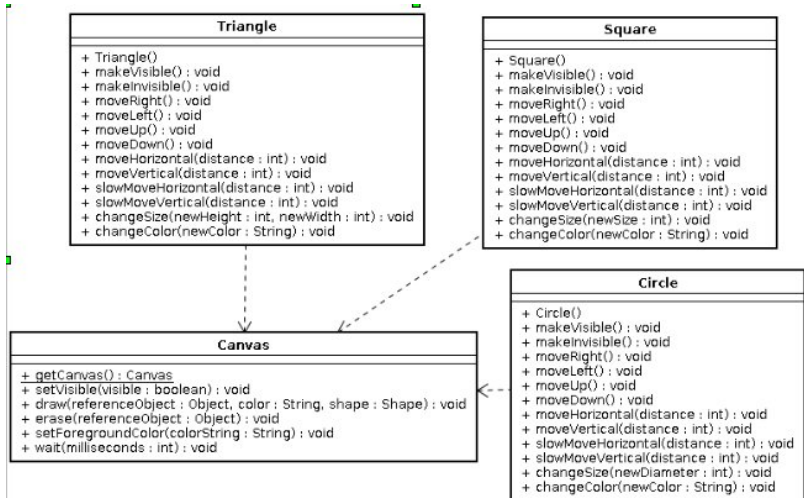 Triangle
+ Triangle()
+ makeVisible() : void
+ makeInvisible() : void
+ moveRight() : void
+ moveLeft() : void
+ moveUp() : void
+ moveDown() : void
+ moveHorizontal(distance : int) : void
+ moveVertical(distance : int) : void
+ slowMoveHorizontal(distance : int) : void
+ slowMoveVertical(distance : int) : void
+ changeSize(newHeight : int, newWidth : int) : void
+ changeColor(newColor : String) : void
Square
+ Square()
+ makeVisible() : void
+ makeInvisible() : void
+ moveRight() : void
+ moveLeft() : void
+ moveUp() : void
+ moveDown() : void
+ moveHorizontal(distance : int) : void
+ moveVertical(distance : int) : void
+ slowMoveHorizontal(distance : int) : void
+ slowMoveVertical(distance : int) : void
+ changeSize(newSize : int) : void
+ changeColor(newColor : String) : void
Canvas
+ getCanvas() : Canvas
+ setVisible(visible : boolean) : void
+ draw(referenceObject : Object, color : String, shape : Shape) : void
+ erase(referenceObject : Object) : void
+ setForegroundColor(colorString : String) : void
+ wait(milliseconds : int) : void
Circle
+ Circle()
+ makeVisible() : void
+ makeInvisible() : void
+ moveRight() : void
+ moveLeft() : void
+ moveUp() : void
+ moveDown() : void
+ moveHorizontal(distance : int) : void
+ moveVertical(distance : int) : void
+ slowMoveHorizontal(distance : int) : void
+ slowMoveVertical(distance : int) : void
+ changeSize(newDiameter : int) : void
+ changeColor(newColor : String) : void